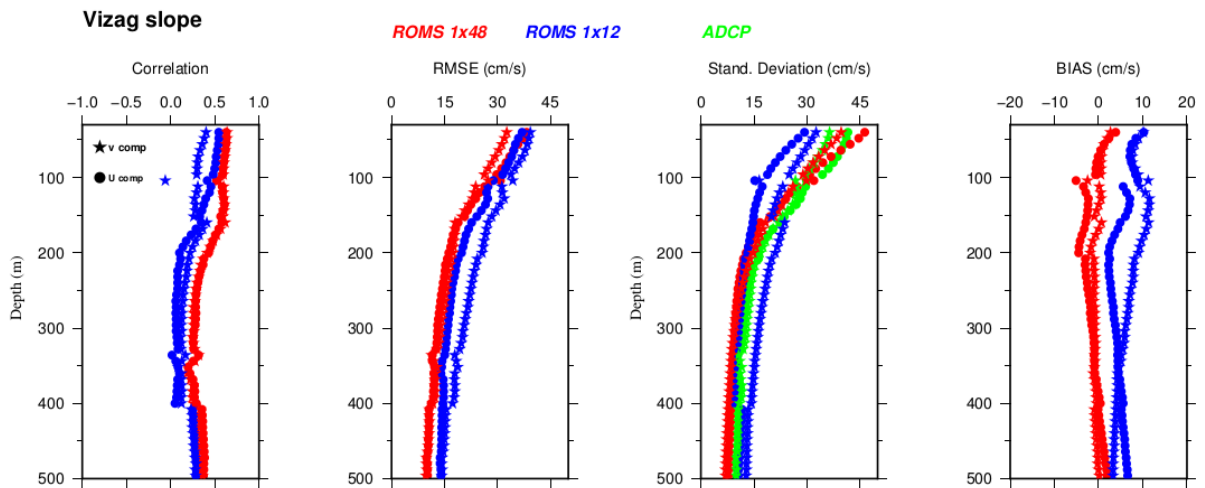 Vizag slope
ROMS 1x48 ROMS 1x12 ADCP
Correlation RMSE (cm/s) Stand. Deviation (cm/s) BIAS (cm/s)
−1.0 −0.5 0.0 0.5 1.0 0 15 30 45 0 15 30 45 −20 −10 0 10 20
v comp
U comp
100 100 100 100
200 200 200 200
Depth (m) Depth (m)
300 300 300 300
400 400 400 400
500 500 500 500